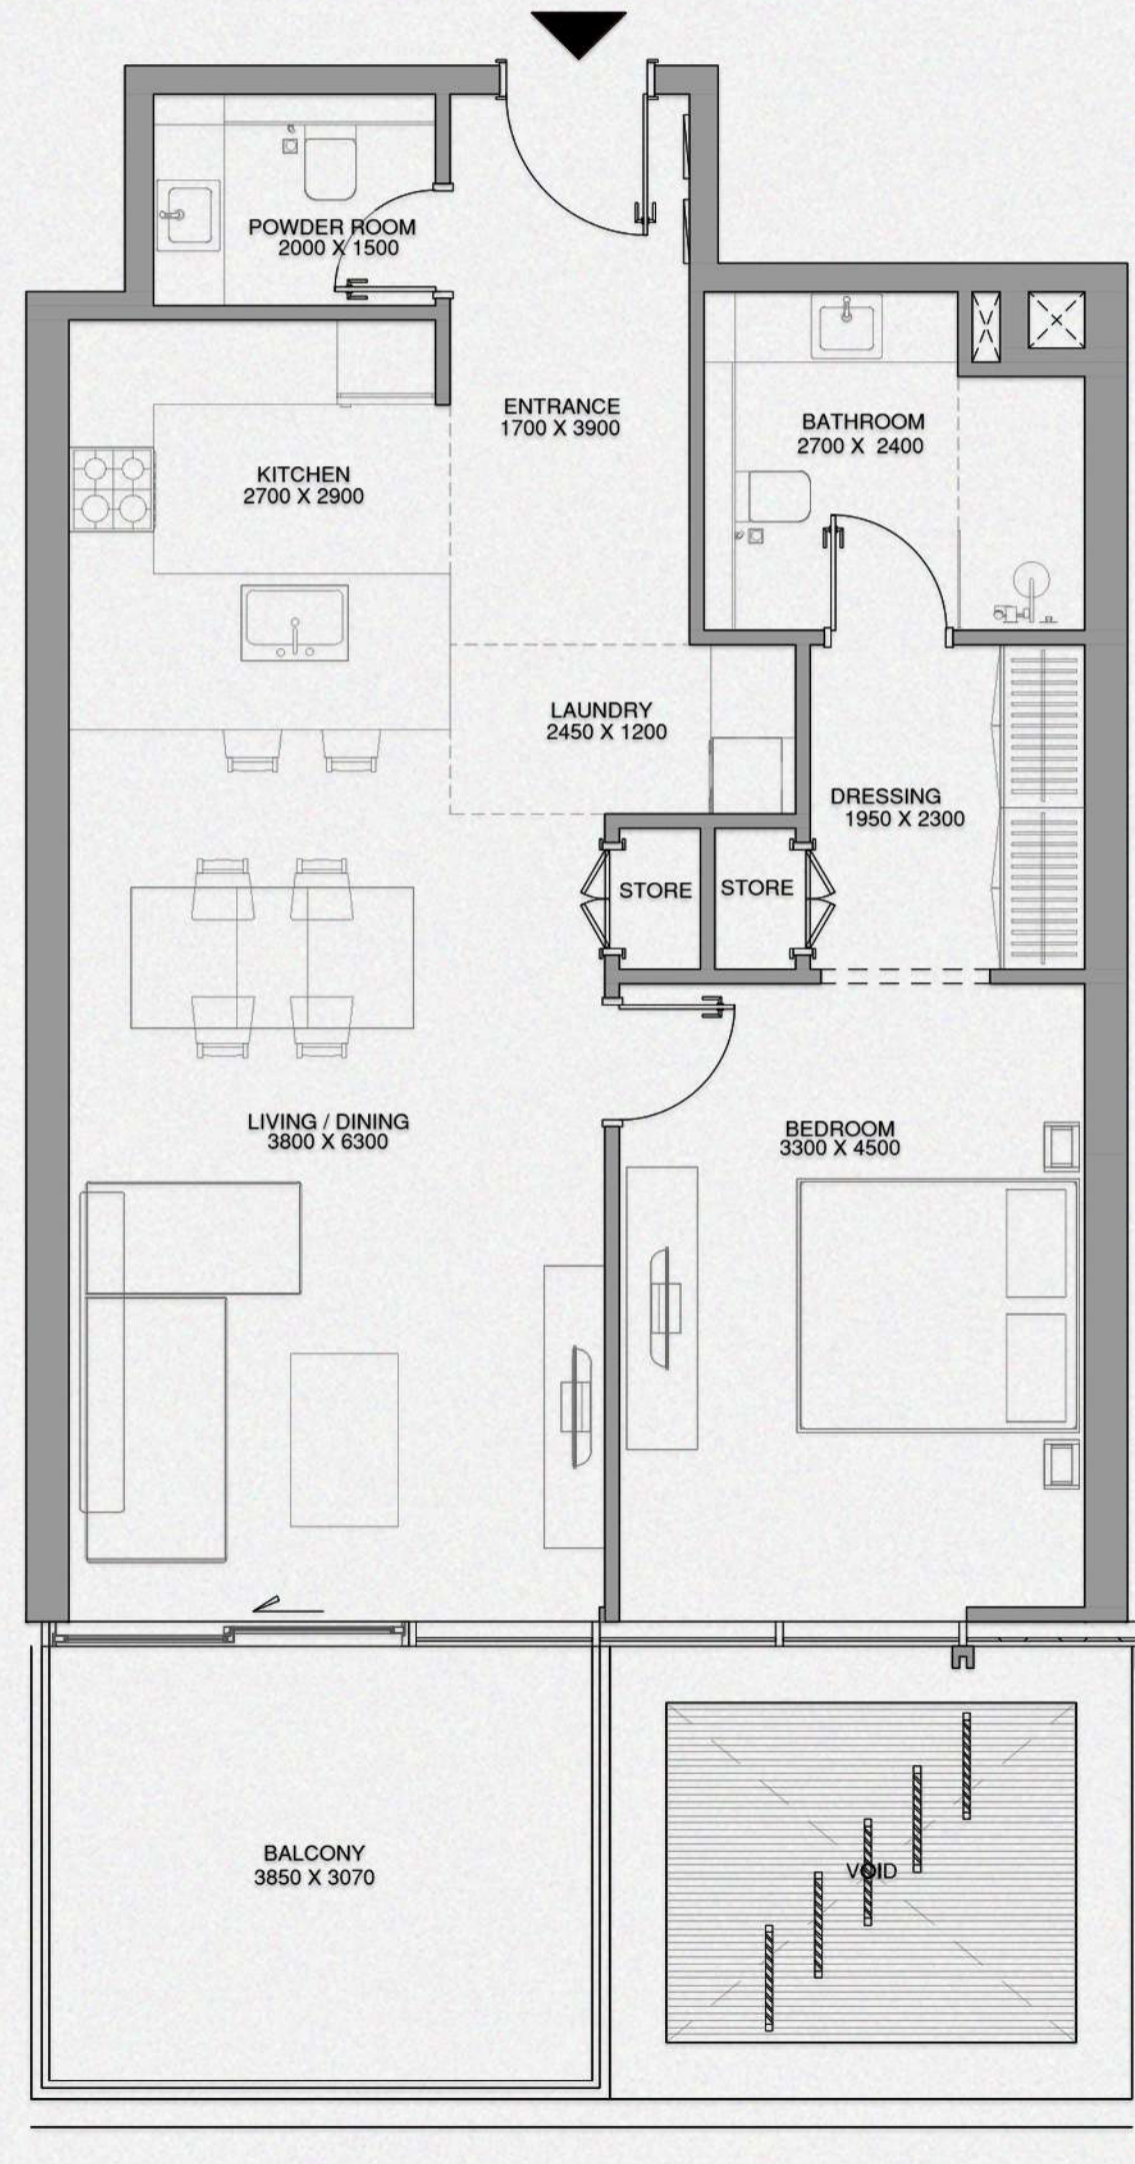 POWDER ROOM
2000 X 1500
ENTRANCE
1700 X 3900
BATHROOM
2700 X 2400
KITCHEN
2700 X 2900
LAUNDRY
2450 X 1200
DRESSING
1950 X 2300
STORE
STORE
LIVING / DINING
3800 X 6300
BEDROOM
3300 X 4500
BALCONY
3850 X 3070
VOID